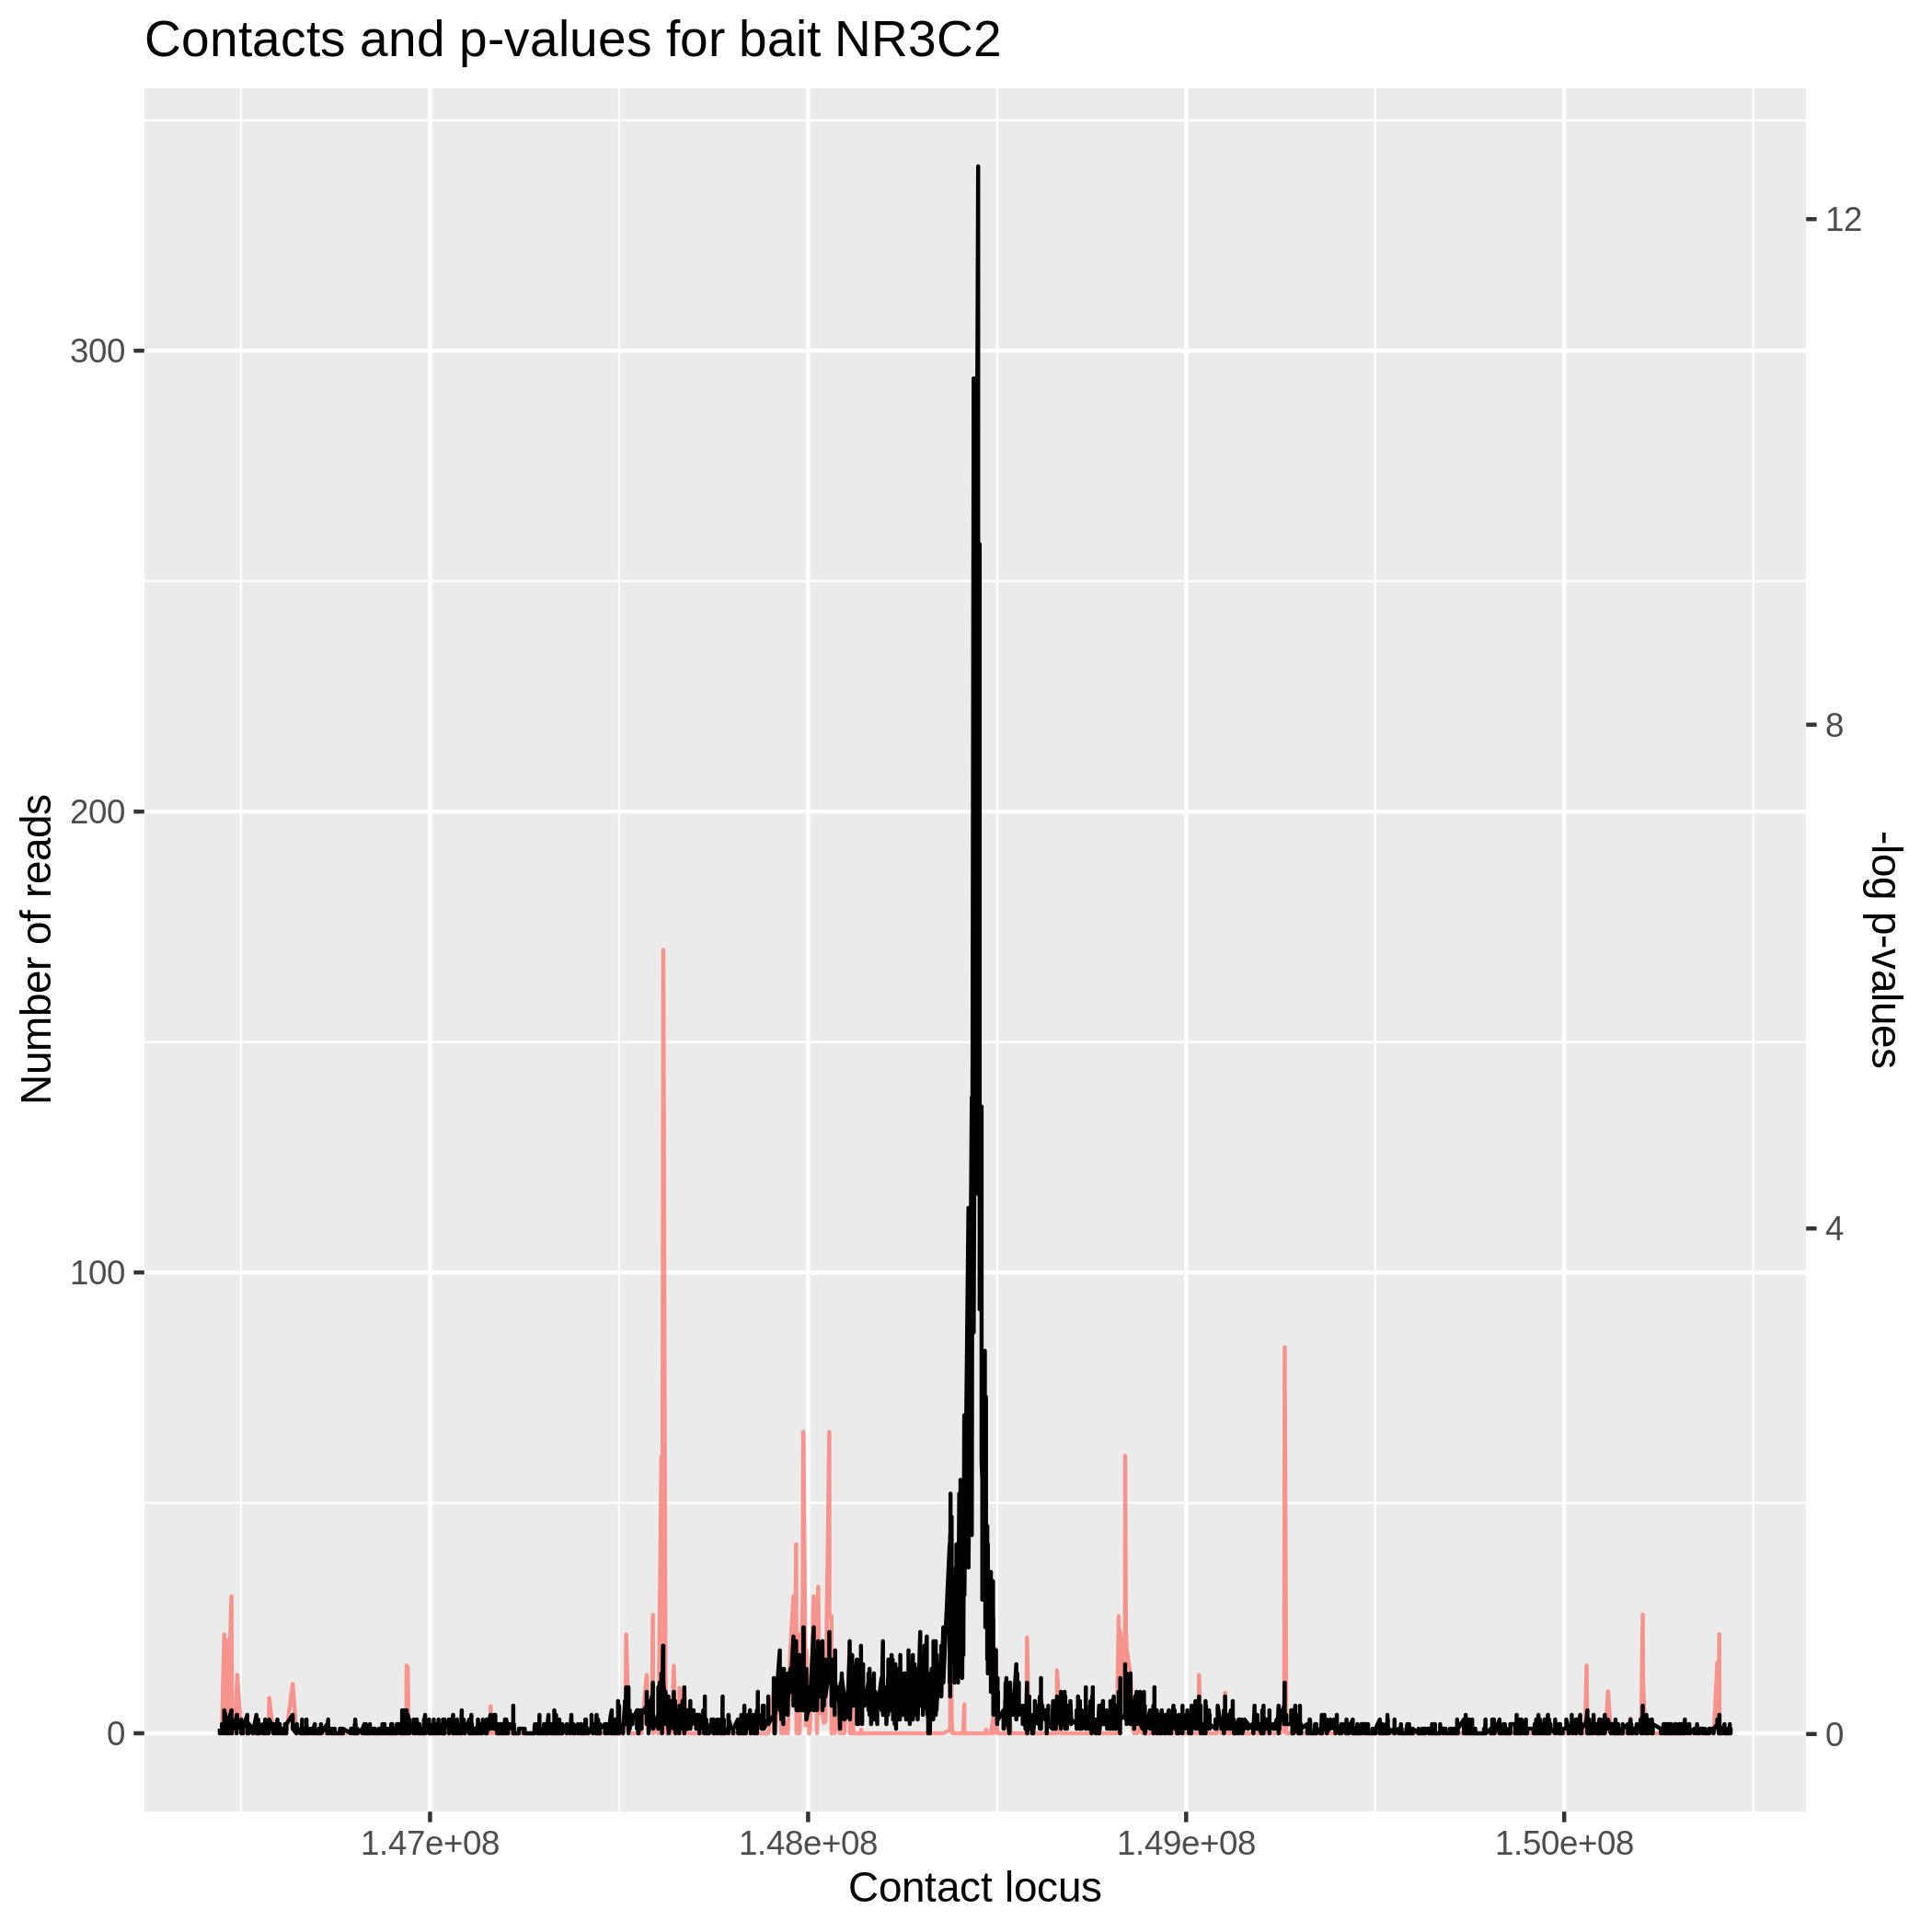 Contacts and p-values for bait NR3C2
Number of reads
300
200
100
0
12
8
4
0
-log p-values
1.47e+08
1.48e+08
1.49e+08
1.50e+08
Contact locus